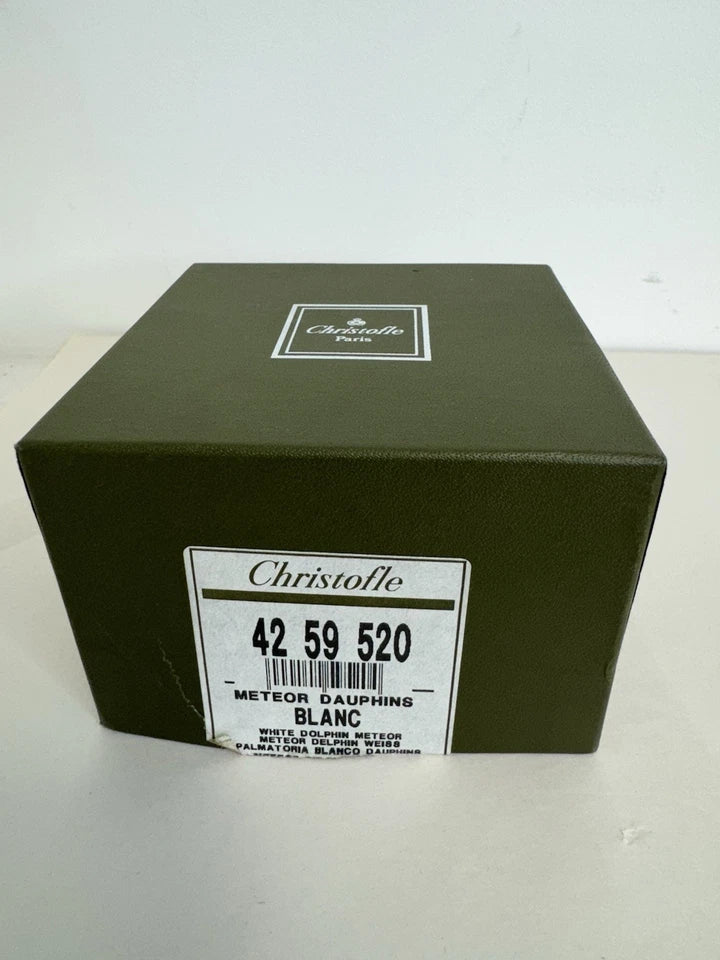 Christofle
Paris
Christofle
42 59 520
METEOR DAUPHINS
BLANC
WHITE DOLPHIN METEOR
METEOR DELPHIN WEISS
PALMATORIA BLANCO DAUPHINS